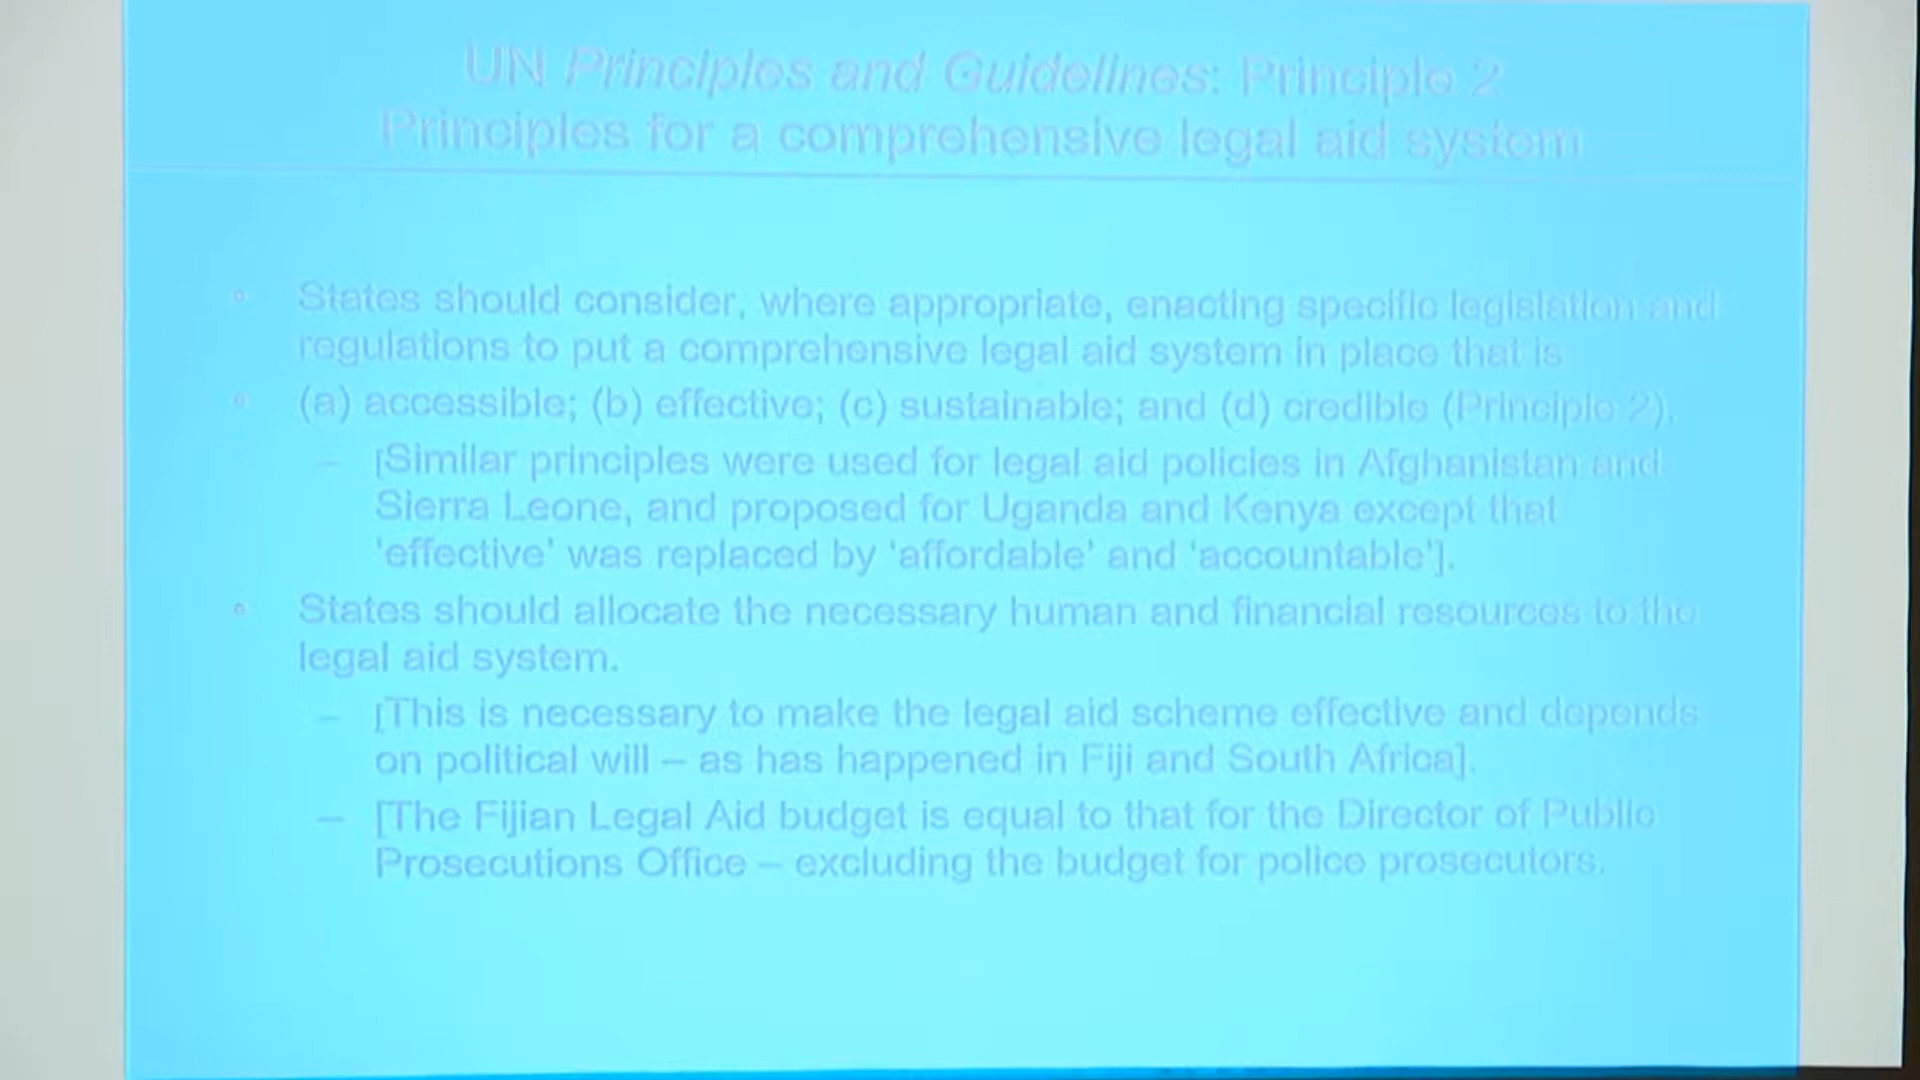 UN Principles and Guidelines: Principle 2
Principles for a comprehensive legal aid system
• States should consider, where appropriate, enacting specific legislation and
regulations to put a comprehensive legal aid system in place that is
• (a) accessible; (b) effective; (c) sustainable; and (d) credible (Principle 2).
– [Similar principles were used for legal aid policies in Afghanistan and
Sierra Leone, and proposed for Uganda and Kenya except that
‘effective’ was replaced by ‘affordable’ and ‘accountable’].
• States should allocate the necessary human and financial resources to the
legal aid system.
– [This is necessary to make the legal aid scheme effective and depends
on political will – as has happened in Fiji and South Africa].
– [The Fijian Legal Aid budget is equal to that for the Director of Public
Prosecutions Office – excluding the budget for police prosecutors.